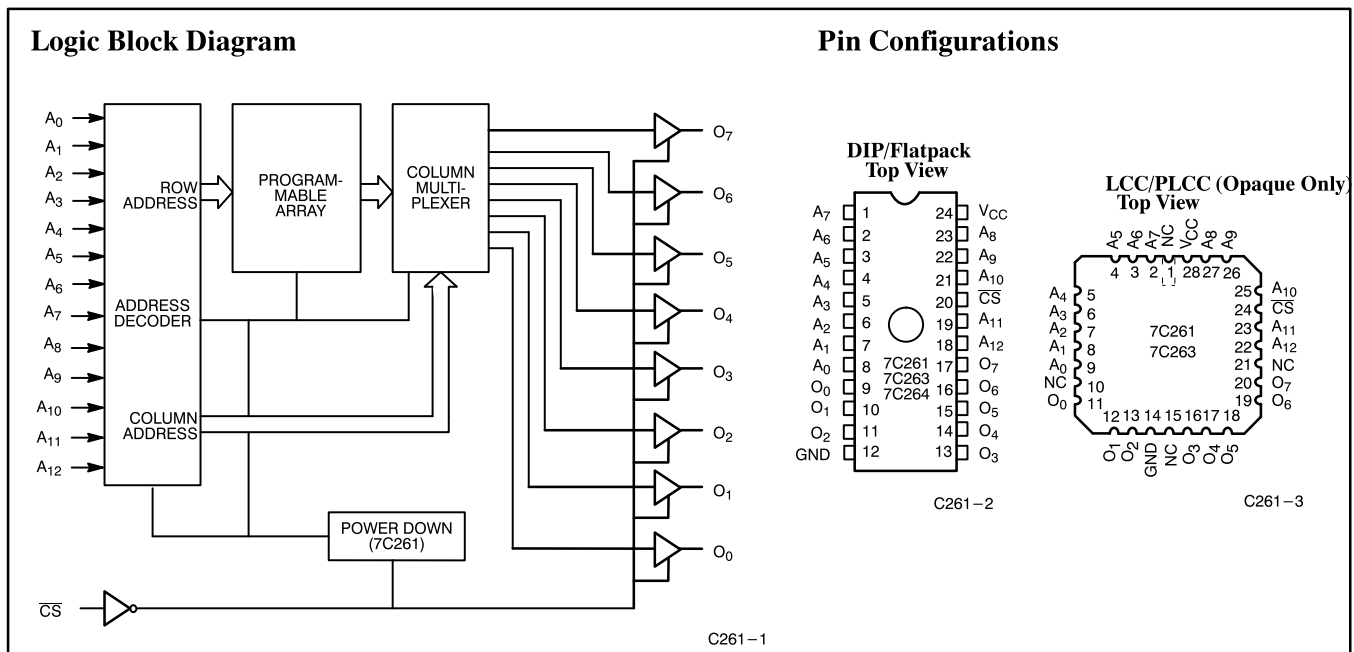 Logic Block Diagram
Pin Configurations
A0
A1
A2
A3
A4
A5
A6
A7
A8
A9
A10
A11
A12
ROW
ADDRESS
ADDRESS
DECODER
COLUMN
ADDRESS
PROGRAM-
MABLE
ARRAY
COLUMN
MULTI-
PLEXER
POWER DOWN
(7C261)
C̅S̅
O7
O6
O5
O4
O3
O2
O1
O0
C261−1
DIP/Flatpack
Top View
A7 1 24 VCC
A6 2 23 A8
A5 3 22 A9
A4 4 21 A10
A3 5 20 C̅S̅
A2 6 19 A11
A1 7 18 A12
A0 8 7C261 17 O7
O0 9 7C263 16 O6
7C264
O1 10 15 O5
O2 11 14 O4
GND 12 13 O3
C261−2
LCC/PLCC (Opaque Only)
Top View
A5 A6 A7 NC VCC A8 A9
4 3 2 1 28 27 26
A4 5 25 A10
A3 6 24 C̅S̅
A2 7 7C261 23 A11
A1 8 7C263 22 A12
A0 9 21 NC
NC 10 20 O7
O0 11 19 O6
12 13 14 15 16 17 18
O1 O2 GND NC O3 O4 O5
C261−3